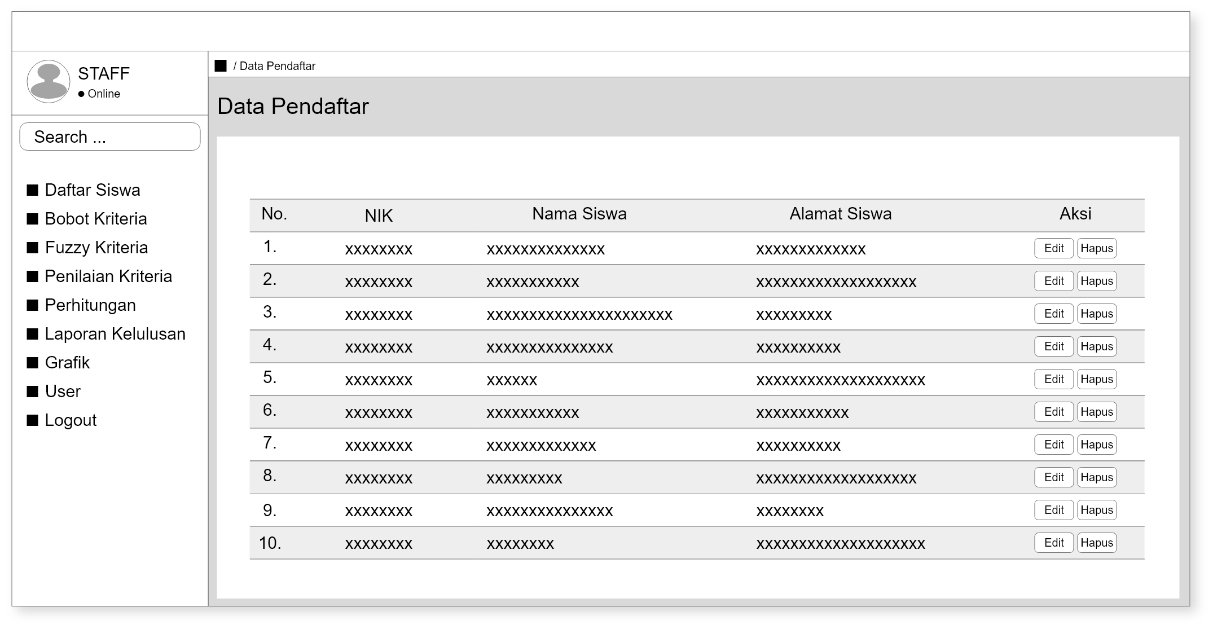 STAFF
Online
Search ...
Daftar Siswa
Bobot Kriteria
Fuzzy Kriteria
Penilaian Kriteria
Perhitungan
Laporan Kelulusan
Grafik
User
Logout
/ Data Pendaftar
Data Pendaftar
No. NIK Nama Siswa Alamat Siswa Aksi
1. xxxxxxxx xxxxxxxxxxxxxx xxxxxxxxxxxxx Edit Hapus
2. xxxxxxxx xxxxxxxxxxx xxxxxxxxxxxxxxxxxxx Edit Hapus
3. xxxxxxxx xxxxxxxxxxxxxxxxxxxxxx xxxxxxxxx Edit Hapus
4. xxxxxxxx xxxxxxxxxxxxxxx xxxxxxxxxx Edit Hapus
5. xxxxxxxx xxxxxx xxxxxxxxxxxxxxxxxxxx Edit Hapus
6. xxxxxxxx xxxxxxxxxxx xxxxxxxxxxx Edit Hapus
7. xxxxxxxx xxxxxxxxxxxxx xxxxxxxxxx Edit Hapus
8. xxxxxxxx xxxxxxxxx xxxxxxxxxxxxxxxxxxx Edit Hapus
9. xxxxxxxx xxxxxxxxxxxxxxx xxxxxxxx Edit Hapus
10. xxxxxxxx xxxxxxxx xxxxxxxxxxxxxxxxxxxx Edit Hapus